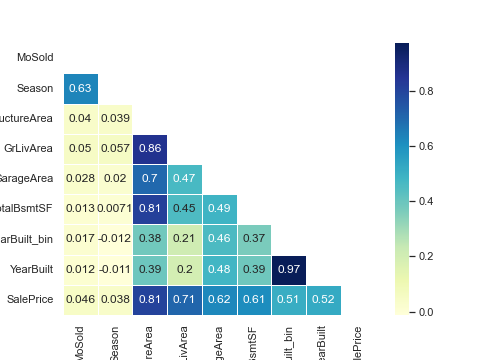 MoSold
Season 0.63
uctureArea 0.04 0.039
GrLivArea 0.05 0.057 0.86
GarageArea 0.028 0.02 0.7 0.47
otalBsmtSF 0.013 0.0071 0.81 0.45 0.49
earBuilt_bin 0.017 -0.012 0.38 0.21 0.46 0.37
YearBuilt 0.012 -0.011 0.39 0.2 0.48 0.39 0.97
SalePrice 0.046 0.038 0.81 0.71 0.62 0.61 0.51 0.52
MoSold
Season
ureArea
LivArea
geArea
BsmtSF
uilt_bin
earBuilt
lePrice
0.8
0.6
0.4
0.2
0.0